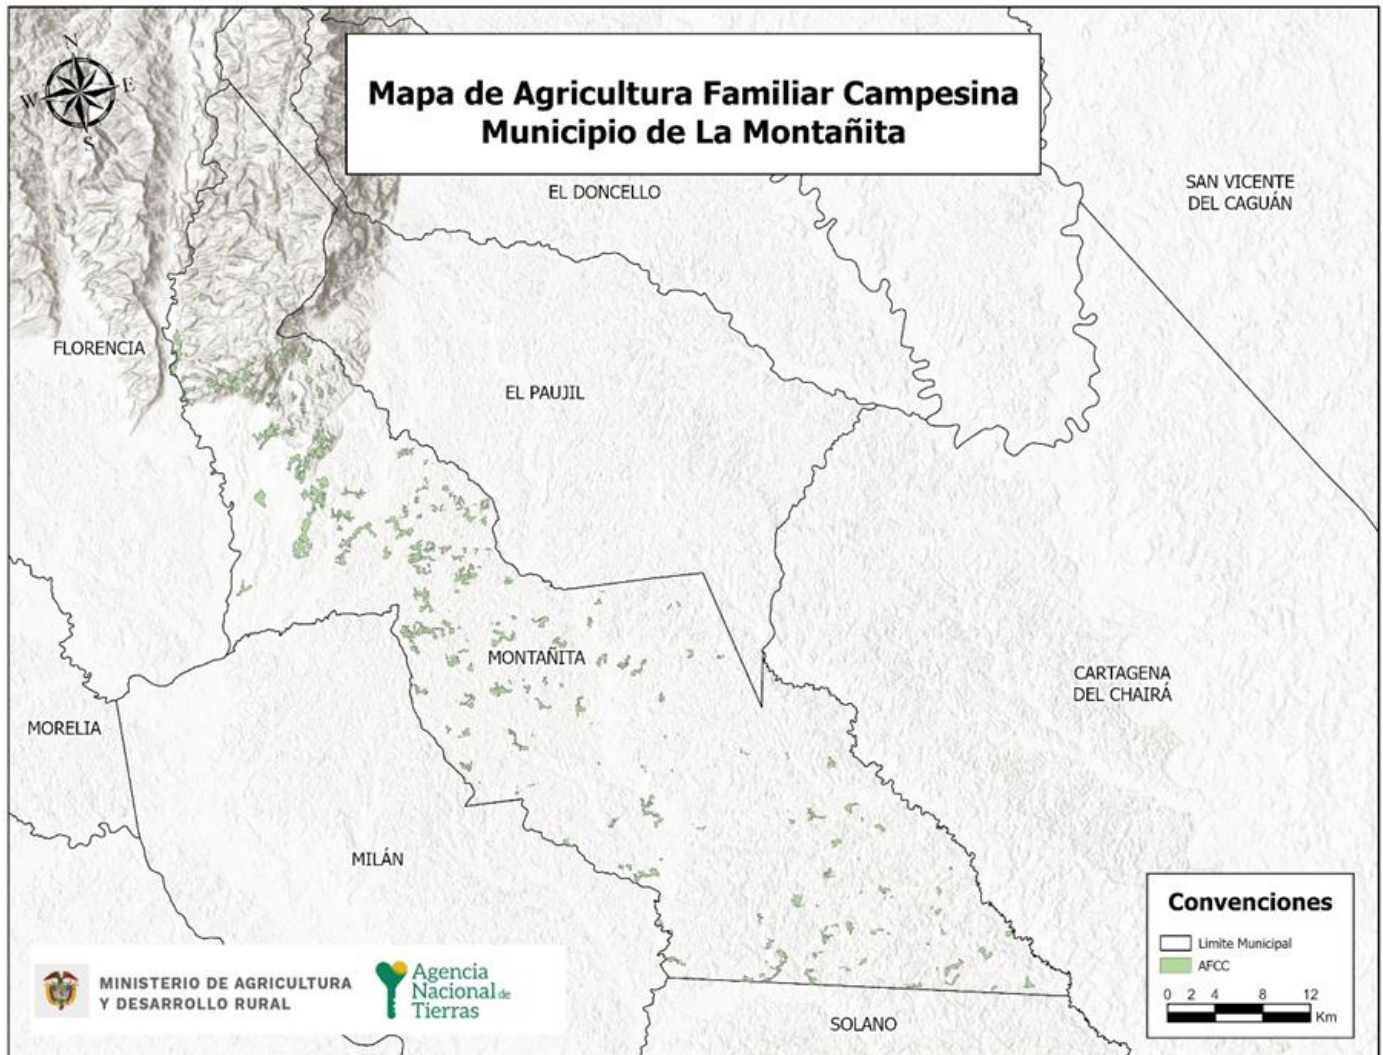 Mapa de Agricultura Familiar Campesina
Municipio de La Montañita
N
E
W
S
EL DONCELLO
SAN VICENTE
DEL CAGUÁN
FLORENCIA
EL PAUJIL
MONTAÑITA
CARTAGENA
DEL CHAIRÁ
MORELIA
MILÁN
SOLANO
Convenciones
Limite Municipal
AFCC
0 2 4 8 12
Km
MINISTERIO DE AGRICULTURA
Y DESARROLLO RURAL
Agencia
Nacional de
Tierras